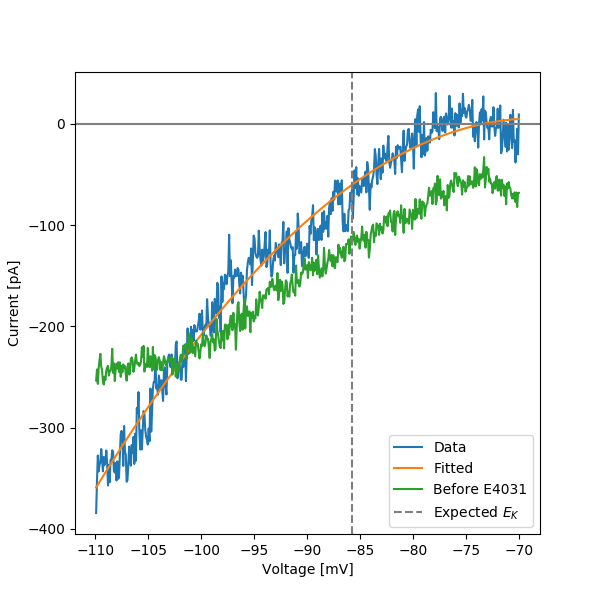 0
−100
−200
−300
−400
Current [pA]
−110
−105
−100
−95
−90
−85
−80
−75
−70
Voltage [mV]
Data
Fitted
Before E4031
Expected $E_K$